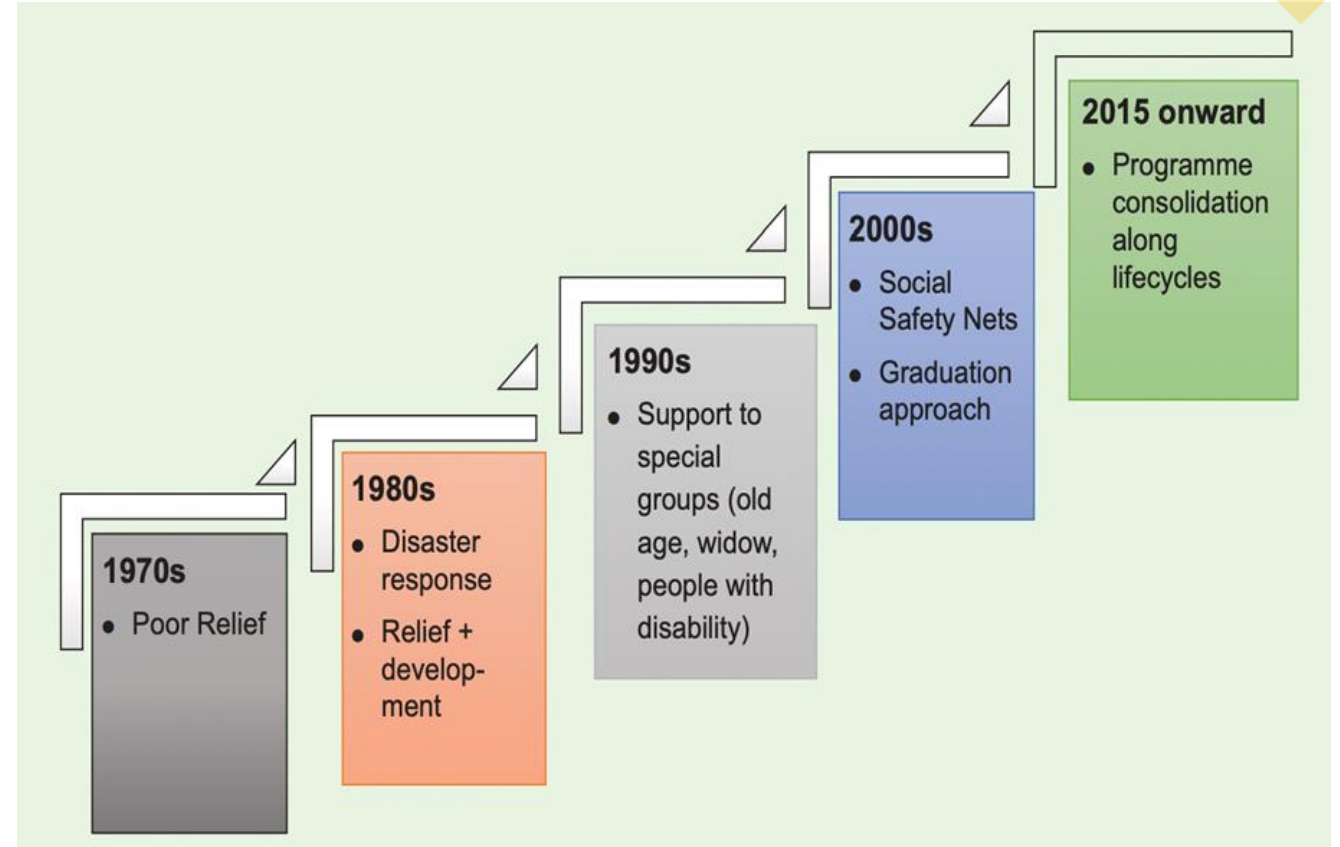 1970s
• Poor Relief
1980s
• Disaster
response
• Relief +
develop-
ment
1990s
• Support to
special
groups (old
age, widow,
people with
disability)
2000s
• Social
Safety Nets
• Graduation
approach
2015 onward
• Programme
consolidation
along
lifecycles